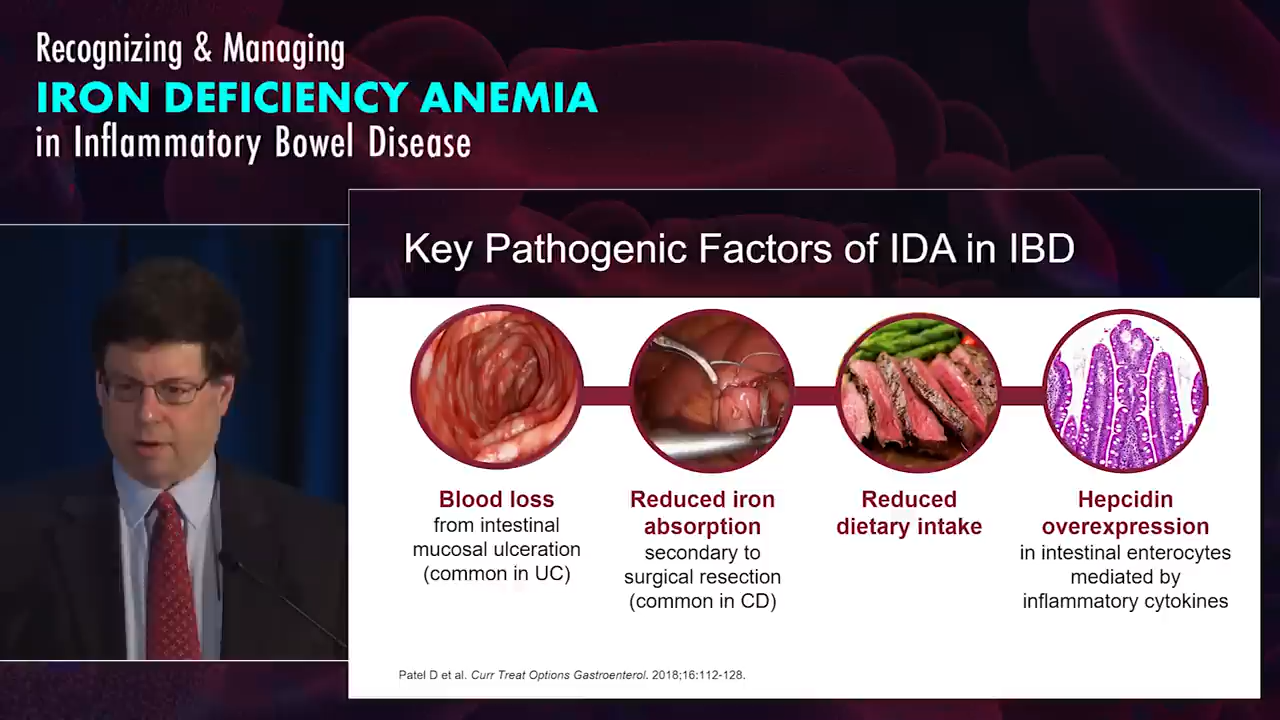 Recognizing & Managing
IRON DEFICIENCY ANEMIA
in Inflammatory Bowel Disease
Key Pathogenic Factors of IDA in IBD
Blood loss
from intestinal
mucosal ulceration
(common in UC)
Reduced iron
absorption
secondary to
surgical resection
(common in CD)
Reduced
dietary intake
Hepcidin
overexpression
in intestinal enterocytes
mediated by
inflammatory cytokines
Patel D et al. Curr Treat Options Gastroenterol. 2018;16:112-128.